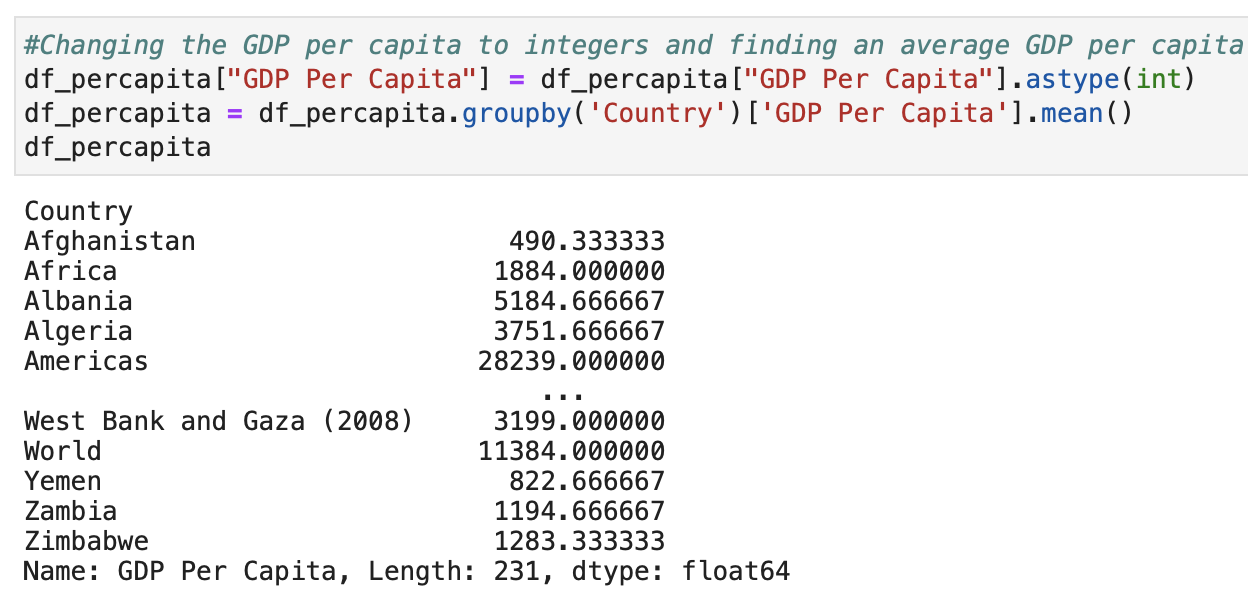 #Changing the GDP per capita to integers and finding an average GDP per capita
df_percapita["GDP Per Capita"] = df_percapita["GDP Per Capita"].astype(int)
df_percapita = df_percapita.groupby('Country')['GDP Per Capita'].mean()
df_percapita
Country
Afghanistan 490.333333
Africa 1884.000000
Albania 5184.666667
Algeria 3751.666667
Americas 28239.000000
...
West Bank and Gaza (2008) 3199.000000
World 11384.000000
Yemen 822.666667
Zambia 1194.666667
Zimbabwe 1283.333333
Name: GDP Per Capita, Length: 231, dtype: float64